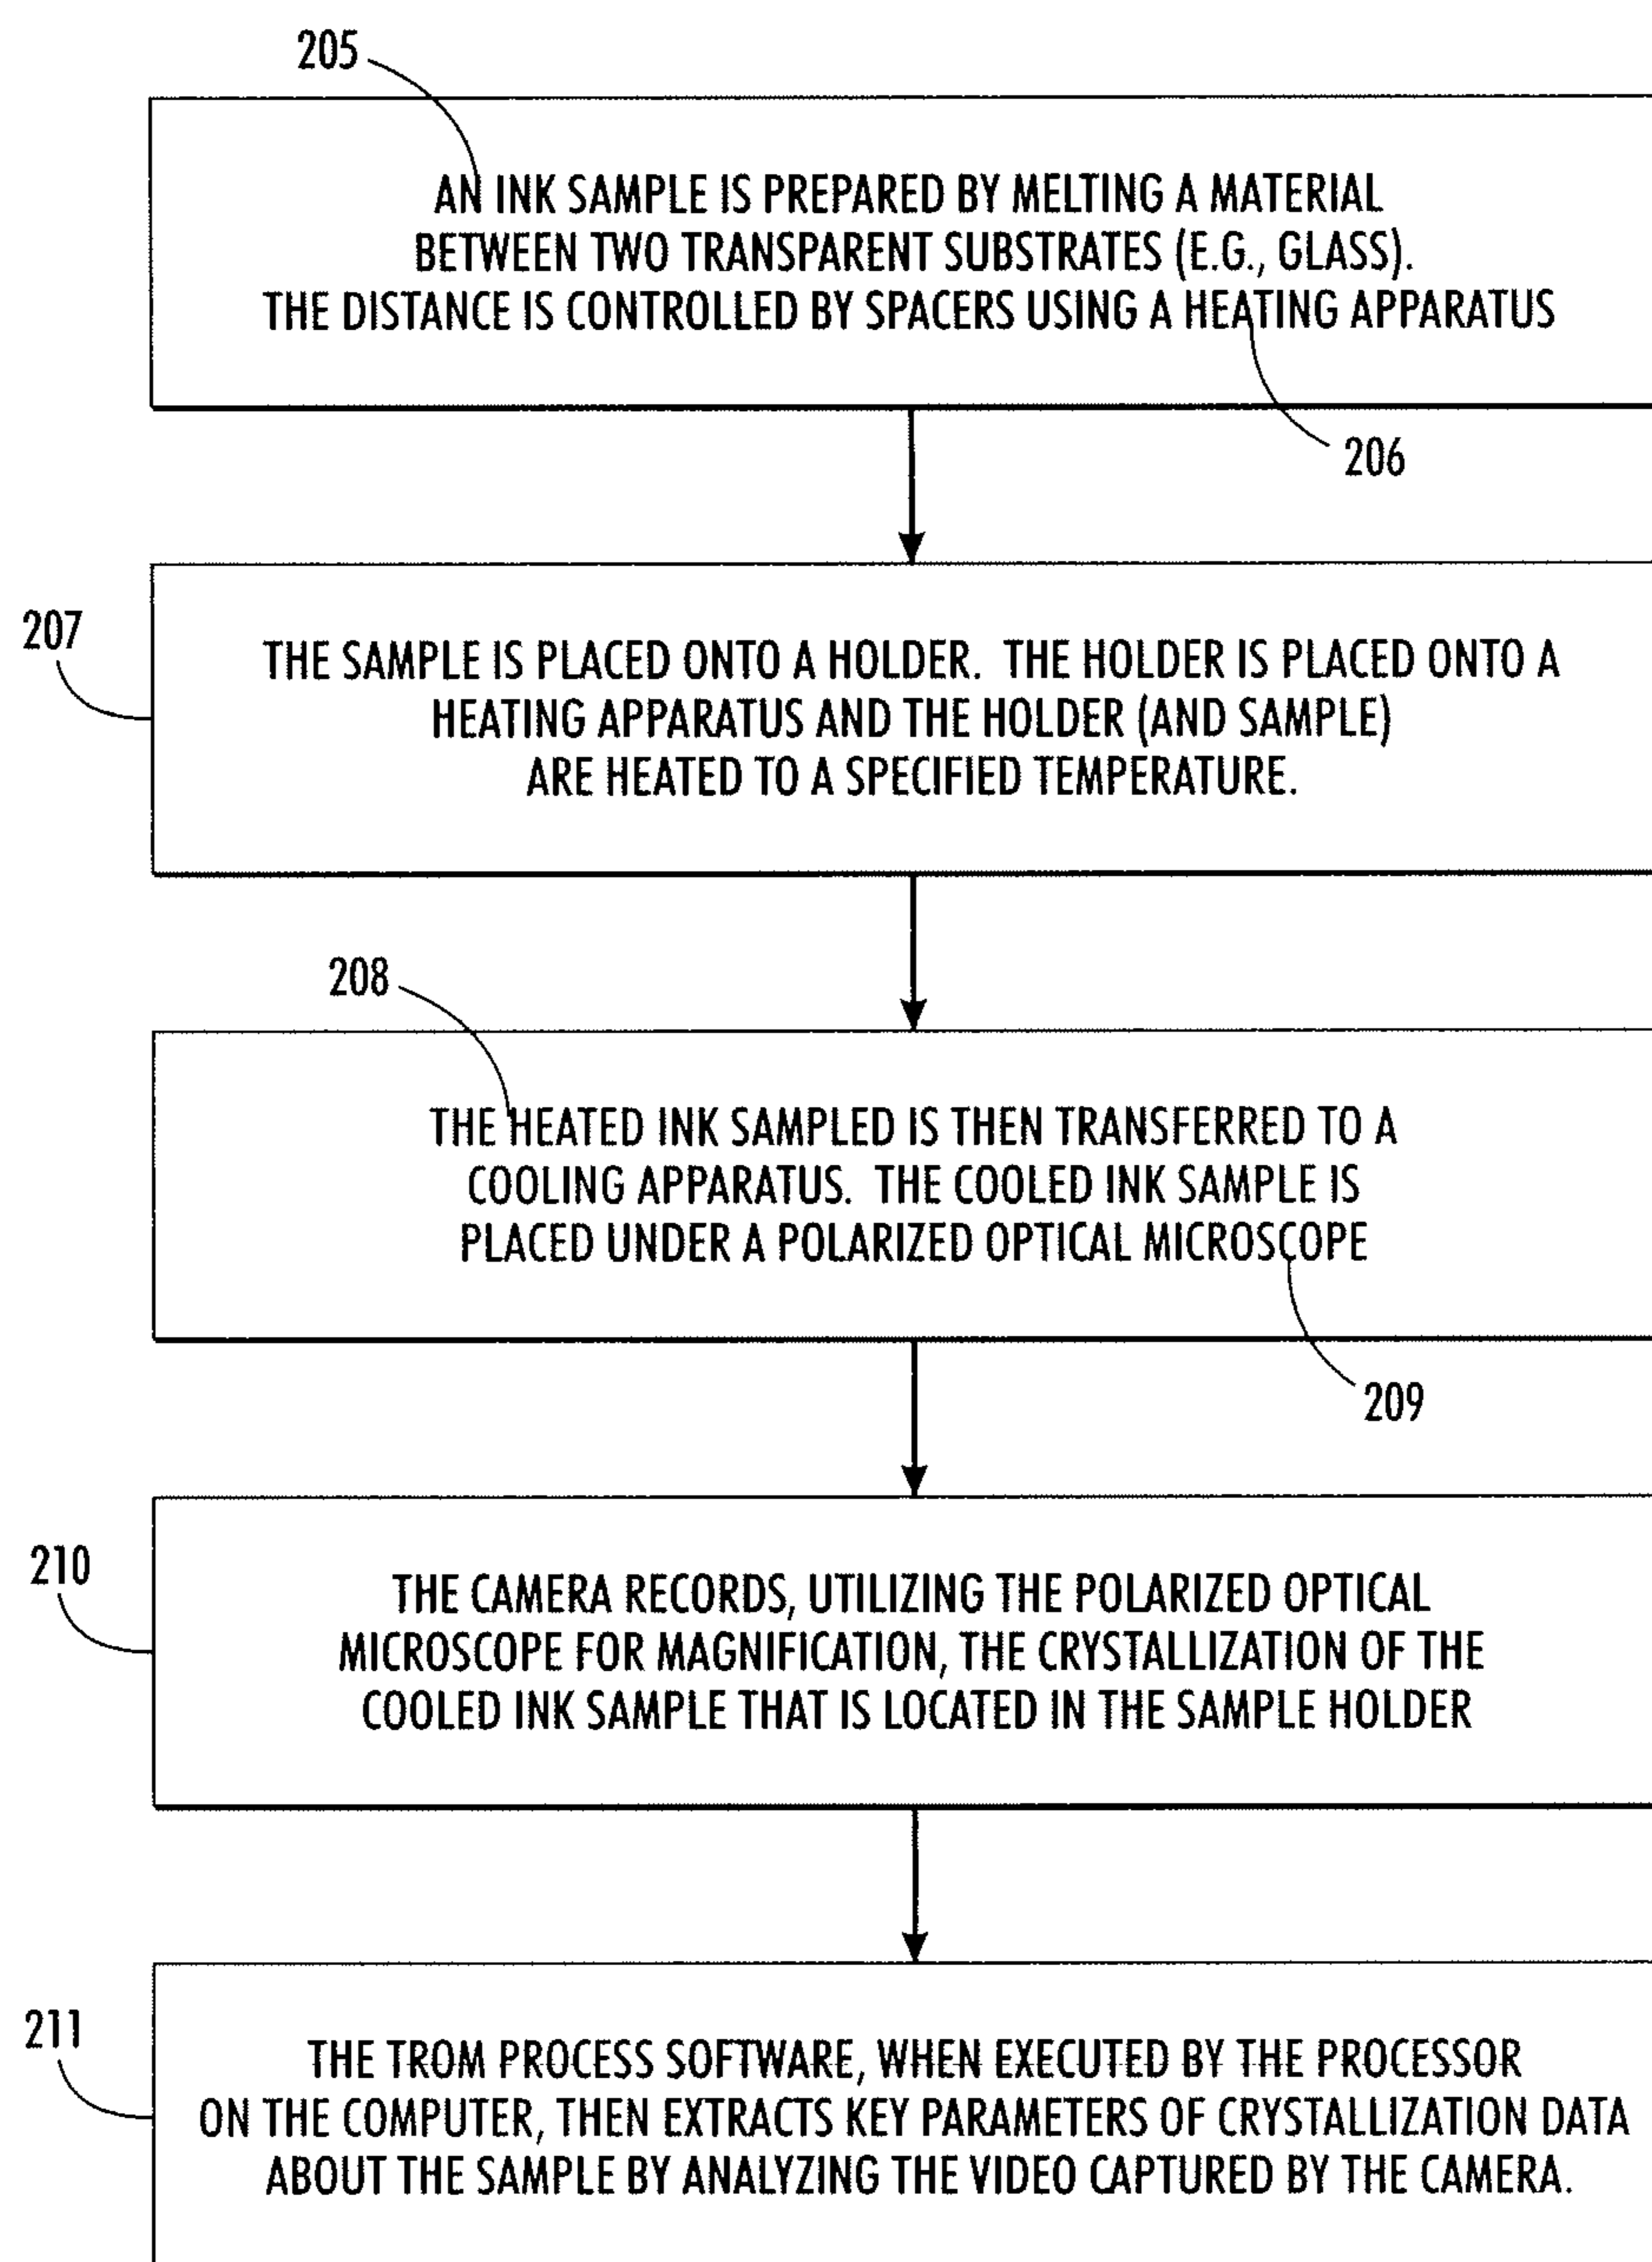 205
AN INK SAMPLE IS PREPARED BY MELTING A MATERIAL
BETWEEN TWO TRANSPARENT SUBSTRATES (E.G., GLASS).
THE DISTANCE IS CONTROLLED BY SPACERS USING A HEATING APPARATUS
206
207
THE SAMPLE IS PLACED ONTO A HOLDER. THE HOLDER IS PLACED ONTO A
HEATING APPARATUS AND THE HOLDER (AND SAMPLE)
ARE HEATED TO A SPECIFIED TEMPERATURE.
208
THE HEATED INK SAMPLED IS THEN TRANSFERRED TO A
COOLING APPARATUS. THE COOLED INK SAMPLE IS
PLACED UNDER A POLARIZED OPTICAL MICROSCOPE
209
210
THE CAMERA RECORDS, UTILIZING THE POLARIZED OPTICAL
MICROSCOPE FOR MAGNIFICATION, THE CRYSTALLIZATION OF THE
COOLED INK SAMPLE THAT IS LOCATED IN THE SAMPLE HOLDER
211
THE TROM PROCESS SOFTWARE, WHEN EXECUTED BY THE PROCESSOR
ON THE COMPUTER, THEN EXTRACTS KEY PARAMETERS OF CRYSTALLIZATION DATA
ABOUT THE SAMPLE BY ANALYZING THE VIDEO CAPTURED BY THE CAMERA.